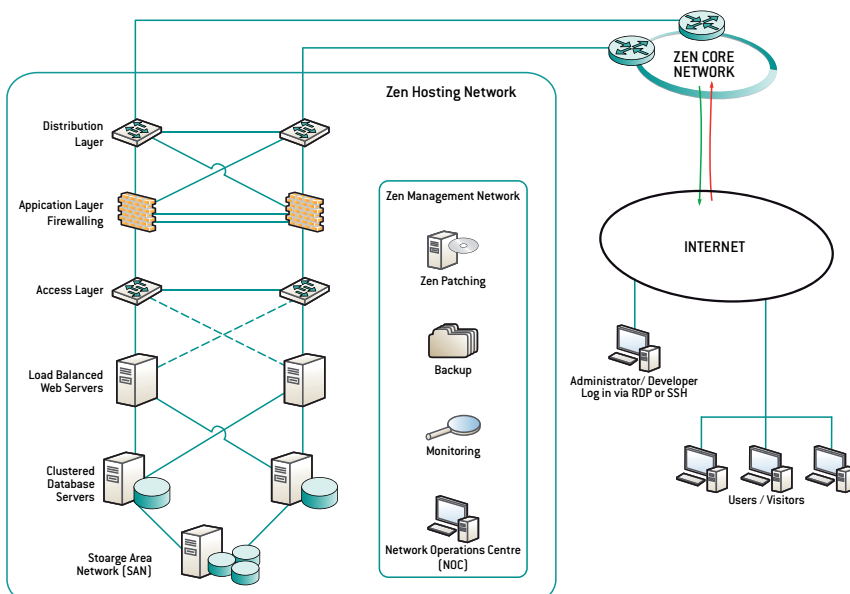 ZEN CORE
NETWORK
Zen Hosting Network
Distribution
Layer
Appication Layer
Firewalling
Zen Management Network
Zen Patching
INTERNET
Access Layer
Backup
Load Balanced
Web Servers
Administrator/ Developer
Log in via RDP or SSH
Monitoring
Clustered
Database
Servers
Users / Visitors
Network Operations Centre
(NOC)
Stoarge Area
Network (SAN)